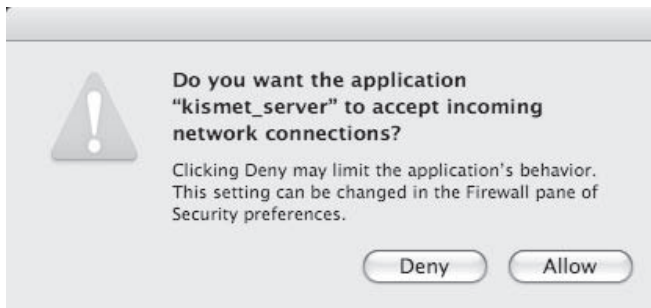 Do you want the application
“kismet_server” to accept incoming
network connections?
Clicking Deny may limit the application’s behavior.
This setting can be changed in the Firewall pane of
Security preferences.
Deny Allow